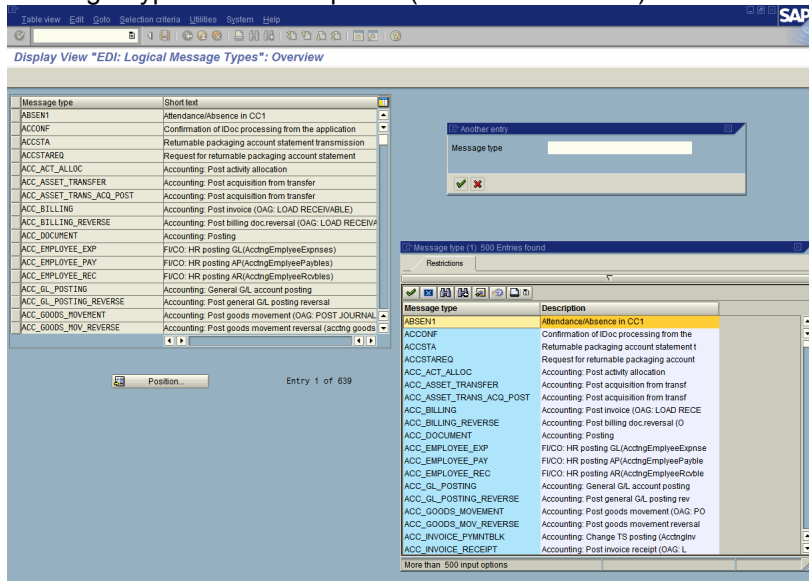 Table view Edit Goto Selection criteria Utilities System Help
SAP
Display View "EDI: Logical Message Types": Overview
Message type Short text
ABSEN1 Attendance/Absence in CC1
ACCONF Confirmation of IDoc processing from the application
ACCSTA Returnable packaging account statement transmission
ACCSTAREQ Request for returnable packaging account statement
ACC_ACT_ALLOC Accounting: Post activity allocation
ACC_ASSET_TRANSFER Accounting: Post acquisition from transfer
ACC_ASSET_TRANS_ACQ_POST Accounting: Post acquisition from transfer
ACC_BILLING Accounting: Post invoice (OAG: LOAD RECEIVABLE)
ACC_BILLING_REVERSE Accounting: Post billing doc.reversal (OAG: LOAD RECEIVA
ACC_DOCUMENT Accounting: Posting
ACC_EMPLOYEE_EXP FI/CO: HR posting GL(AcctngEmplyeeExpnses)
ACC_EMPLOYEE_PAY FI/CO: HR posting AP(AcctngEmplyeePaybles)
ACC_EMPLOYEE_REC FI/CO: HR posting AR(AcctngEmplyeeRcvbles)
ACC_GL_POSTING Accounting: General G/L account posting
ACC_GL_POSTING_REVERSE Accounting: Post general G/L posting reversal
ACC_GOODS_MOVEMENT Accounting: Post goods movement (OAG: POST JOURNAL
ACC_GOODS_MOV_REVERSE Accounting: Post goods movement reversal (acctng goods
Position... Entry 1 of 639
Another entry
Message type
Message type (1) 500 Entries found
Restrictions
Message type Description
ABSEN1 Attendance/Absence in CC1
ACCONF Confirmation of IDoc processing from the
ACCSTA Returnable packaging account statement t
ACCSTAREQ Request for returnable packaging account
ACC_ACT_ALLOC Accounting: Post activity allocation
ACC_ASSET_TRANSFER Accounting: Post acquisition from transf
ACC_ASSET_TRANS_ACQ_POST Accounting: Post acquisition from transf
ACC_BILLING Accounting: Post invoice (OAG: LOAD RECE
ACC_BILLING_REVERSE Accounting: Post billing doc.reversal (O
ACC_DOCUMENT Accounting: Posting
ACC_EMPLOYEE_EXP FI/CO: HR posting GL(AcctngEmplyeeExpnse
ACC_EMPLOYEE_PAY FI/CO: HR posting AP(AcctngEmplyeePayble
ACC_EMPLOYEE_REC FI/CO: HR posting AR(AcctngEmplyeeRcvble
ACC_GL_POSTING Accounting: General G/L account posting
ACC_GL_POSTING_REVERSE Accounting: Post general G/L posting rev
ACC_GOODS_MOVEMENT Accounting: Post goods movement (OAG: PO
ACC_GOODS_MOV_REVERSE Accounting: Post goods movement reversal
ACC_INVOICE_PYMNTBLK Accounting: Change TS posting (AcctngInv
ACC_INVOICE_RECEIPT Accounting: Post invoice receipt (OAG: L
More than 500 input options